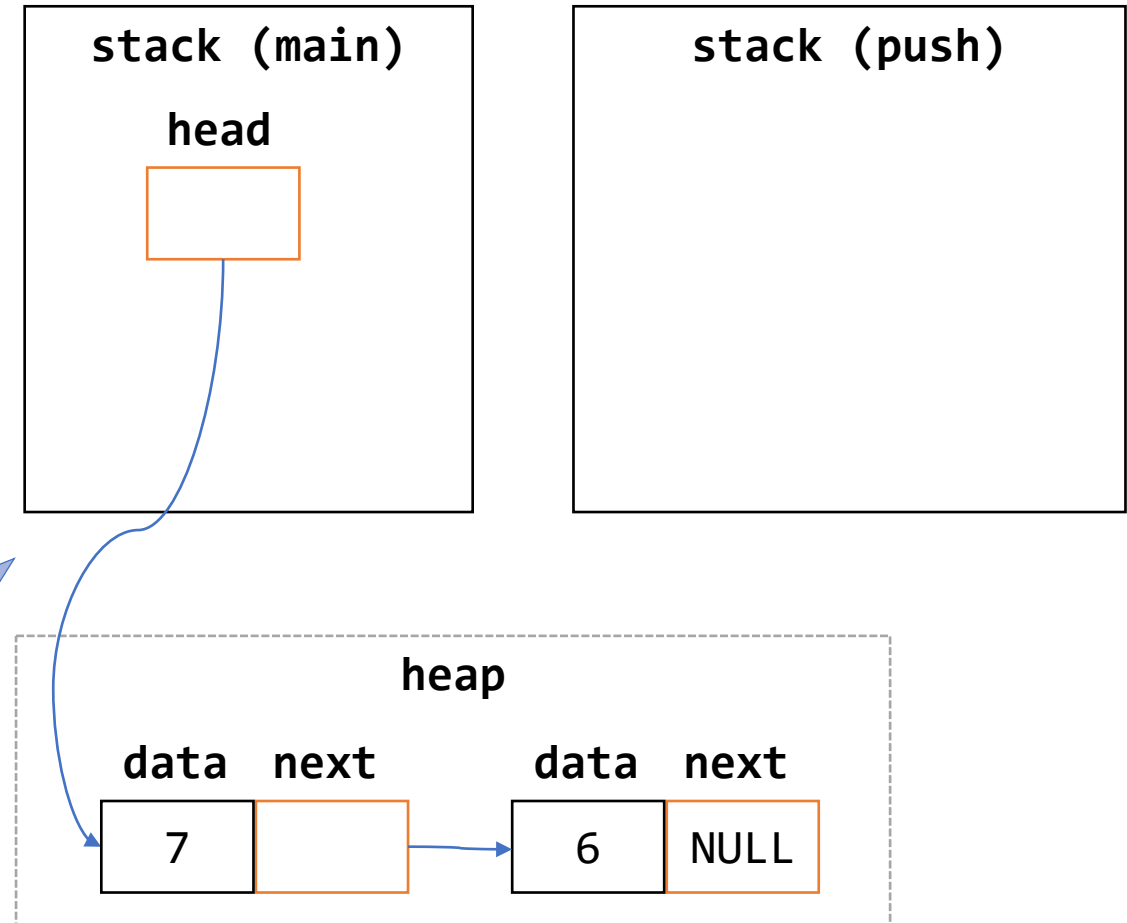 stack (main)
stack (push)
head
heap
data next data next
7 6 NULL